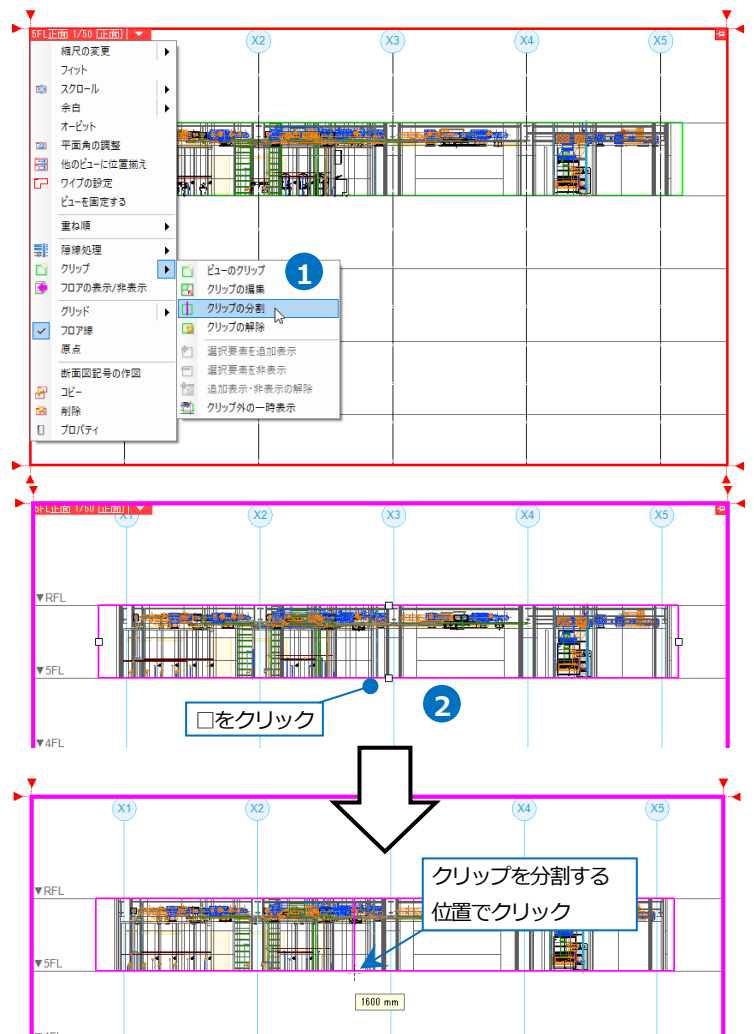 5FL正面 1/50 [正面]
X2
X3
X4
X5
縮尺の変更
フィット
スクロール
余白
オービット
平面角の調整
他のビューに位置揃え
ワイプの設定
ビューを固定する
重ね順
隠線処理
クリップ
フロアの表示/非表示
グリッド
フロア線
原点
断面図記号の作図
コピー
削除
プロパティ
ビューのクリップ
クリップの編集
クリップの分割
クリップの解除
選択要素を追加表示
選択要素を非表示
追加表示・非表示の解除
クリップ外の一時表示
1
5FL正面 1/50 [正面]
X1
X2
X3
X4
X5
▼RFL
▼5FL
▼4FL
□をクリック
2
X1
X2
X4
X5
▼RFL
▼5FL
クリップを分割する
位置でクリック
1600 mm